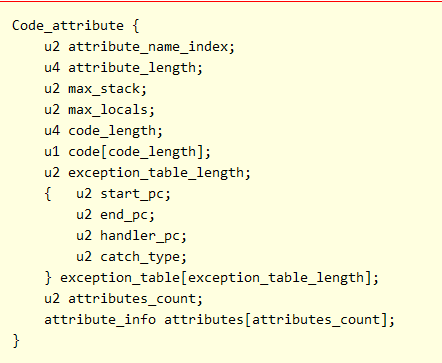 Code_attribute {
    u2 attribute_name_index;
    u4 attribute_length;
    u2 max_stack;
    u2 max_locals;
    u4 code_length;
    u1 code[code_length];
    u2 exception_table_length;
    {   u2 start_pc;
        u2 end_pc;
        u2 handler_pc;
        u2 catch_type;
    } exception_table[exception_table_length];
    u2 attributes_count;
    attribute_info attributes[attributes_count];
}